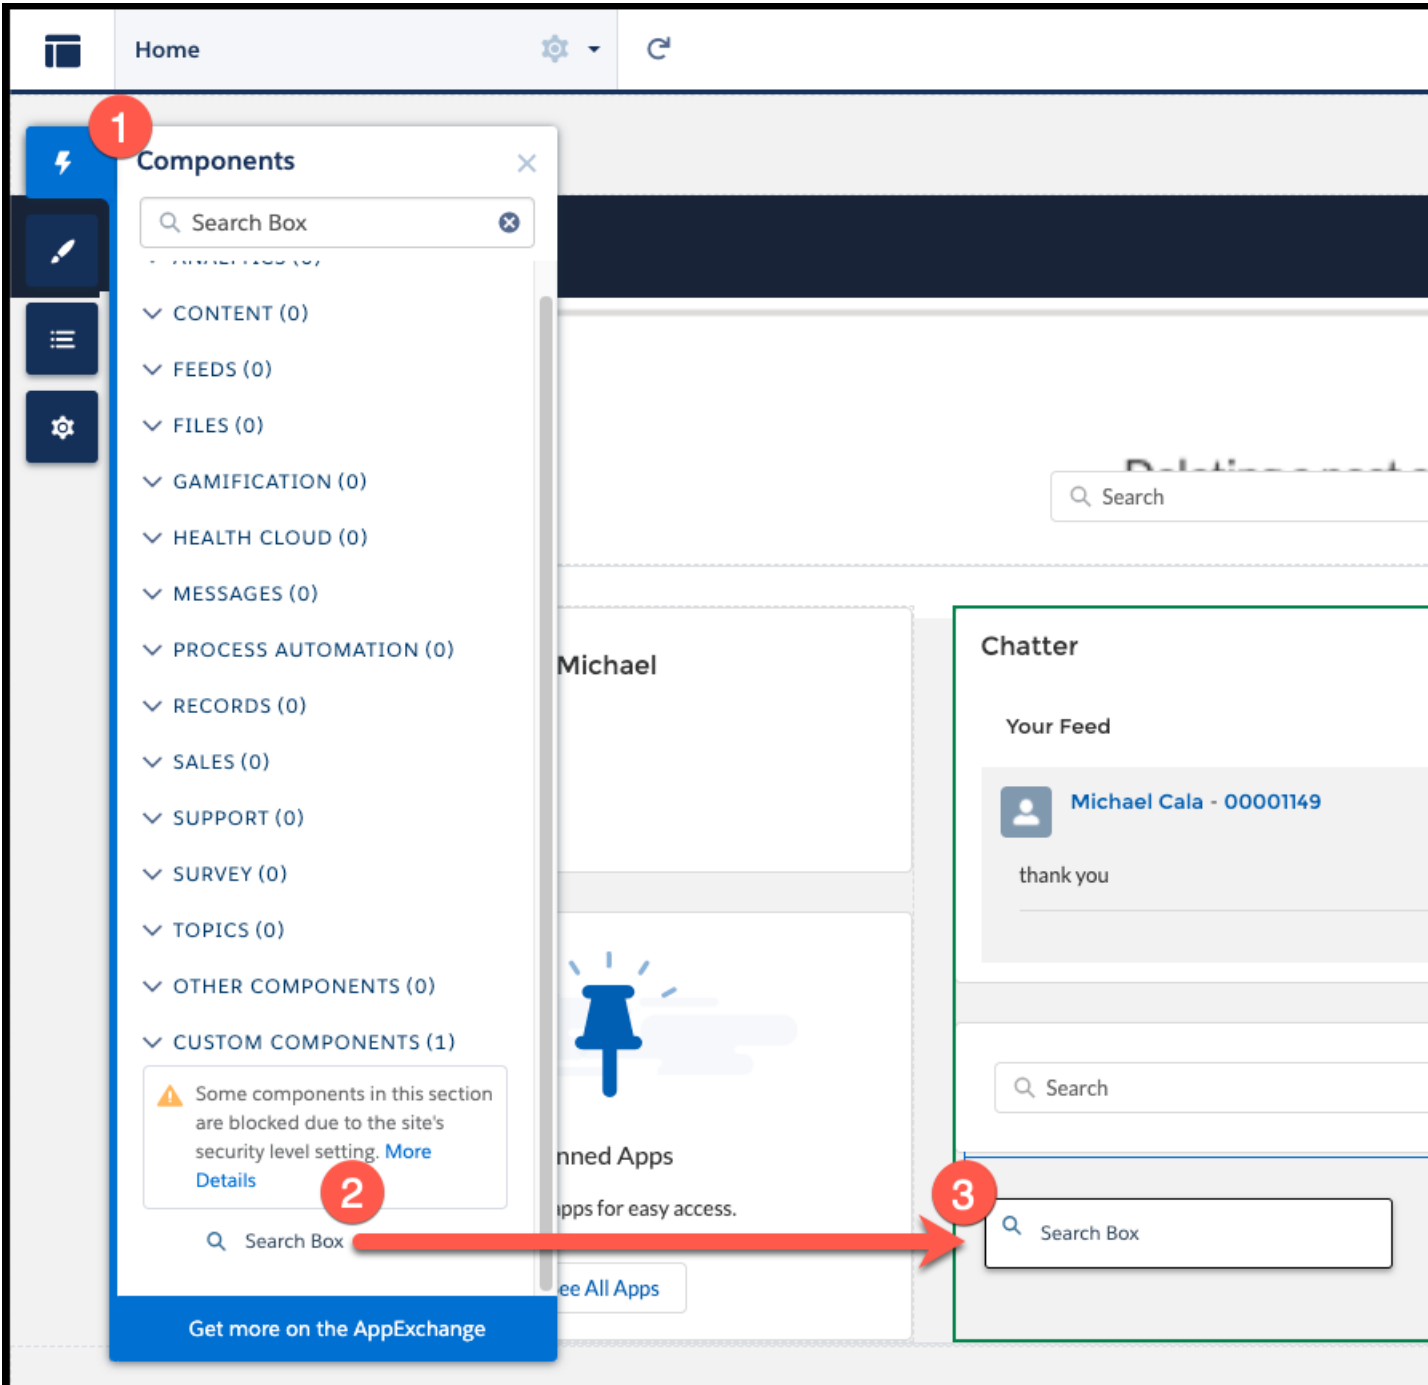 Home
1
Components
Search Box
CONTENT (0)
FEEDS (0)
FILES (0)
GAMIFICATION (0)
HEALTH CLOUD (0)
MESSAGES (0)
PROCESS AUTOMATION (0)
RECORDS (0)
SALES (0)
SUPPORT (0)
SURVEY (0)
TOPICS (0)
OTHER COMPONENTS (0)
CUSTOM COMPONENTS (1)
Some components in this section
are blocked due to the site's
security level setting. More
Details
2
Search Box
Get more on the AppExchange
Search
Michael
nned Apps
apps for easy access.
ee All Apps
Chatter
Your Feed
Michael Cala - 00001149
thank you
Search
3
Search Box